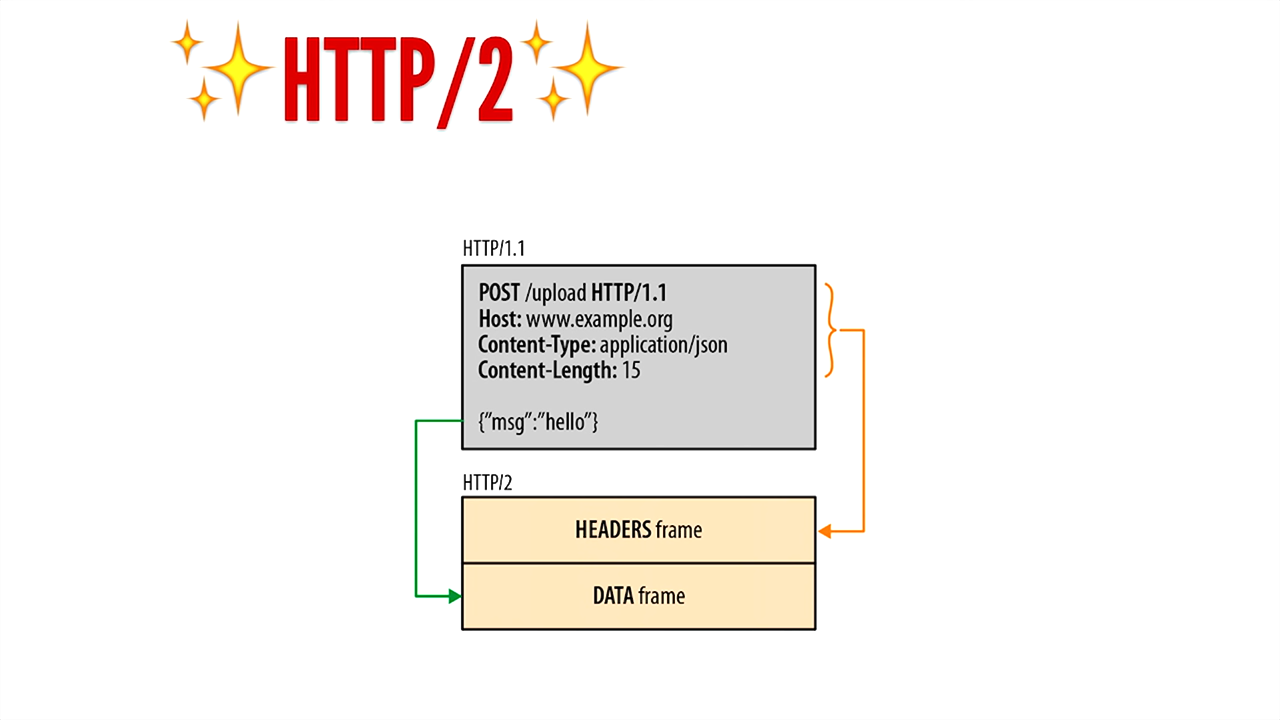 ✨HTTP/2✨
HTTP/1.1
POST /upload HTTP/1.1
Host: www.example.org
Content-Type: application/json
Content-Length: 15
{"msg":"hello"}
HTTP/2
HEADERS frame
DATA frame